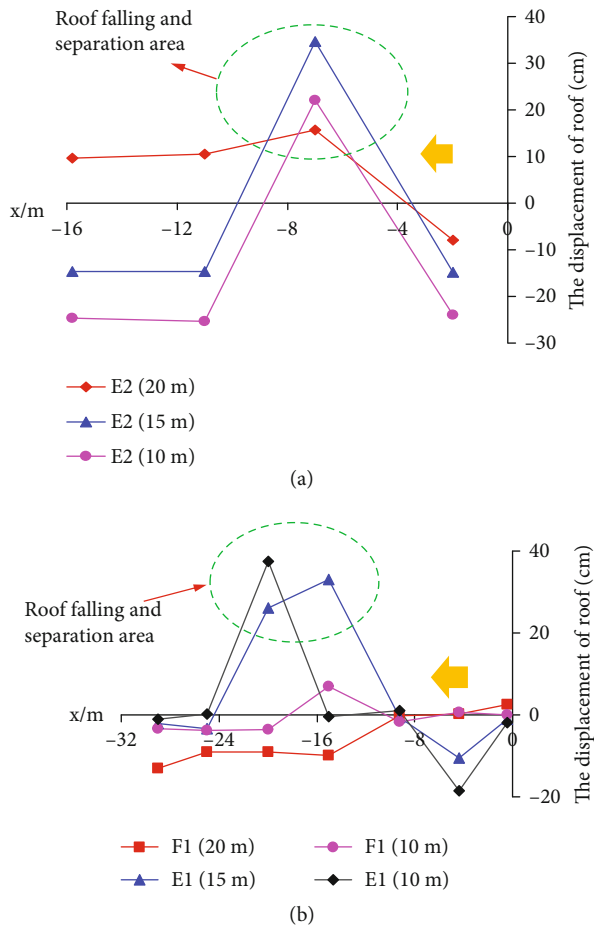 Roof falling and
separation area
40
30
20
10
0
−10
−20
−30
The displacement of roof (cm)
x/m
−16
−12
−8
−4
0
E2 (20 m)
E2 (15 m)
E2 (10 m)
(a)
Roof falling and
separation area
40
20
0
−20
The displacement of roof (cm)
x/m
−32
−24
−16
−8
0
F1 (20 m)
F1 (10 m)
E1 (15 m)
E1 (10 m)
(b)